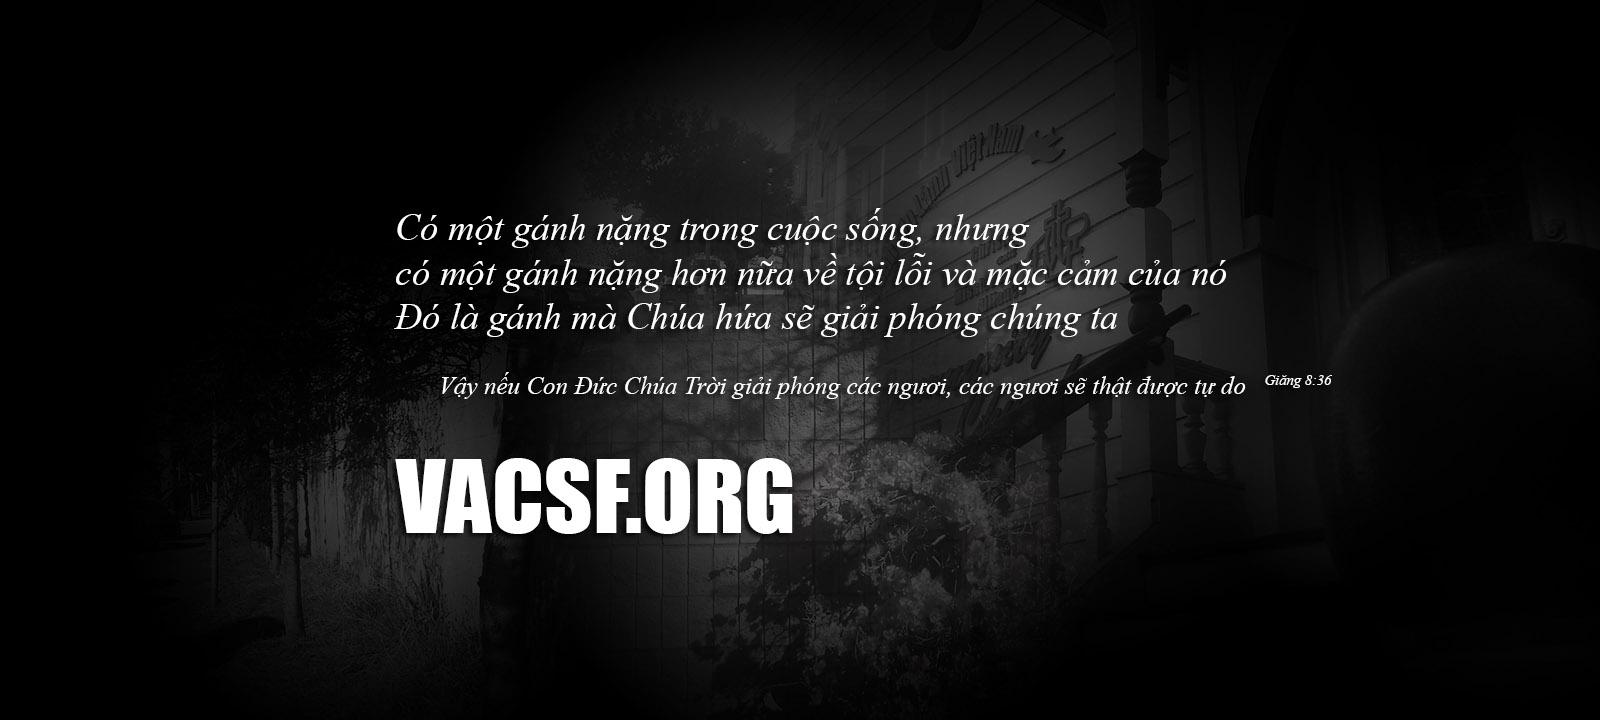 Việt Nam
Có một gánh nặng trong cuộc sống, nhưng
có một gánh nặng hơn nữa về tội lỗi và mặc cảm của nó
Đó là gánh mà Chúa hứa sẽ giải phóng chúng ta
Vậy nếu Con Đức Chúa Trời giải phóng các ngươi, các ngươi sẽ thật được tự do Giăng 8:36
VACSF.ORG